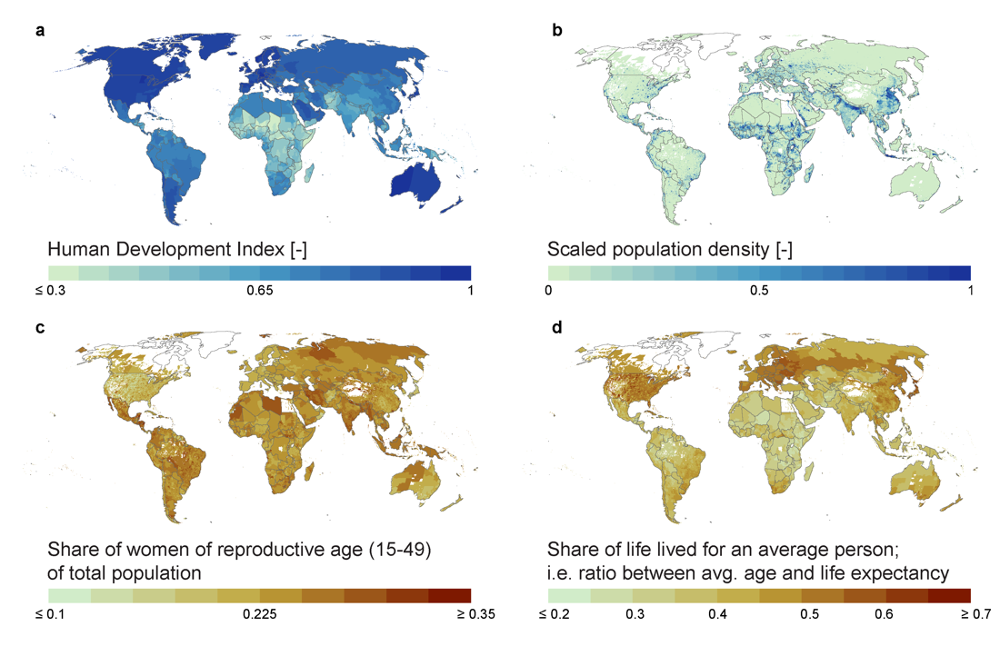 a
b
Human Development Index [-]
≤ 0.3 0.65 1
Scaled population density [-]
0 0.5 1
c
d
Share of women of reproductive age (15-49)
of total population
≤ 0.1 0.225 ≥ 0.35
Share of life lived for an average person;
i.e. ratio between avg. age and life expectancy
≤ 0.2 0.3 0.4 0.5 0.6 ≥ 0.7